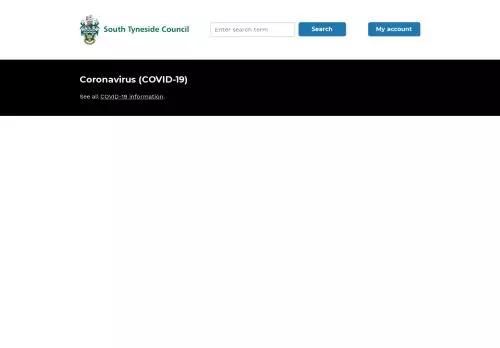 South Tyneside Council
Enter search term
Search
My account
Coronavirus (COVID-19)
See all COVID-19 information.